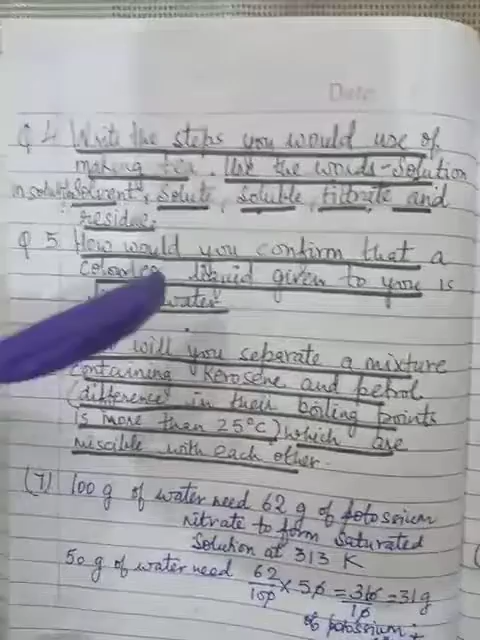 Date
Q 4. Write the steps you would use of
making tea. Use the words - Solution
insoluble Solvent, Solute, Soluble, filtrate and
residue.
Q 5. How would you confirm that a
liquid given to you is
water
will you separate a mixture
containing kerosene and petrol
(difference in their boiling points
is more than 25°C) which are
miscible with each other.
(7) 100 g of water need 62 g of potassium
nitrate to form saturated
Solution at 313 K
50 g of water need 62/100 × 50 = 310/10 = 31g
of potassium